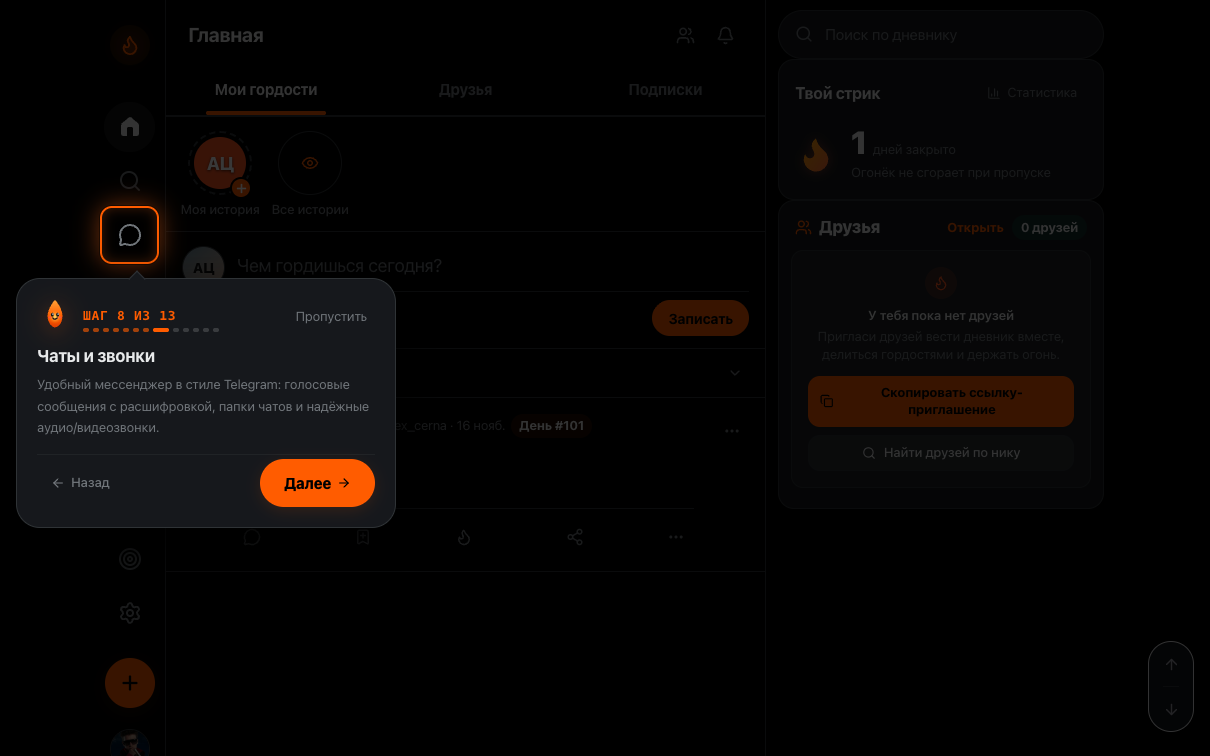 Главная
Мои гордости
Друзья
Подписки
АЦ
Моя история
Все истории
АЦ
Чем гордишься сегодня?
Записать
ex_cerna · 16 нояб.
День #101
ШАГ 8 ИЗ 13
Пропустить
Чаты и звонки
Удобный мессенджер в стиле Telegram: голосовые
сообщения с расшифровкой, папки чатов и надёжные
аудио/видеозвонки.
Назад
Далее
Поиск по дневнику
Твой стрик
Статистика
1 дней закрыто
Огонёк не сгорает при пропуске
Друзья
Открыть
0 друзей
У тебя пока нет друзей
Пригласи друзей вести дневник вместе,
делиться гордостями и держать огонь.
Скопировать ссылку-
приглашение
Найти друзей по нику